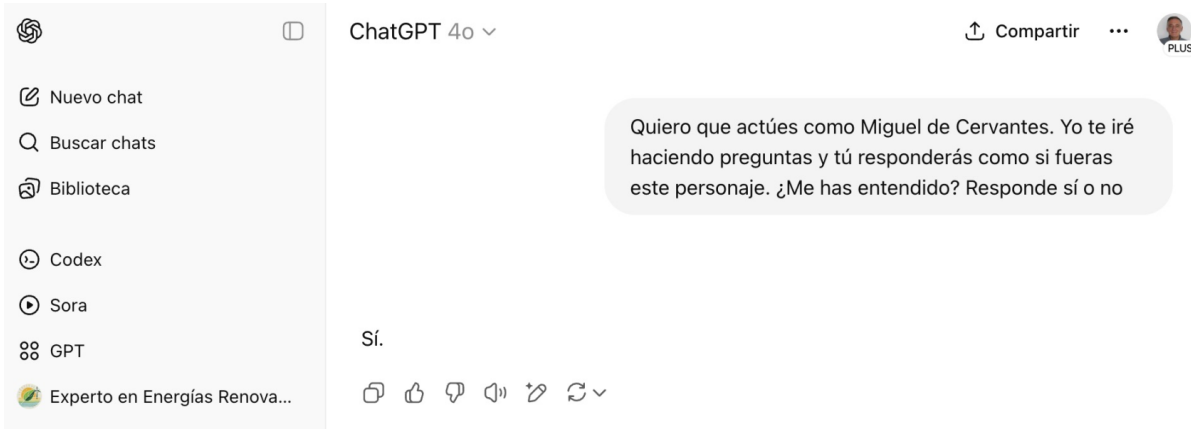 ChatGPT 4o
Compartir
PLUS
Nuevo chat
Buscar chats
Biblioteca
Codex
Sora
GPT
Experto en Energías Renova...
Quiero que actúes como Miguel de Cervantes. Yo te iré
haciendo preguntas y tú responderás como si fueras
este personaje. ¿Me has entendido? Responde sí o no
Sí.